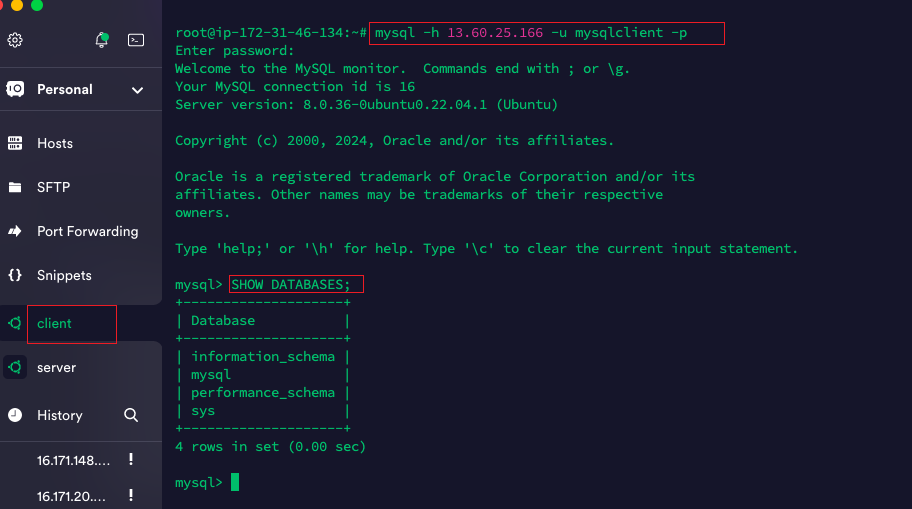 Personal
Hosts
SFTP
Port Forwarding
{} Snippets
client
server
History
16.171.148.... !
16.171.20.... !
root@ip-172-31-46-134:~# mysql -h 13.60.25.166 -u mysqlclient -p
Enter password:
Welcome to the MySQL monitor.  Commands end with ; or \g.
Your MySQL connection id is 16
Server version: 8.0.36-0ubuntu0.22.04.1 (Ubuntu)
Copyright (c) 2000, 2024, Oracle and/or its affiliates.
Oracle is a registered trademark of Oracle Corporation and/or its
affiliates. Other names may be trademarks of their respective
owners.
Type 'help;' or '\h' for help. Type '\c' to clear the current input statement.
mysql> SHOW DATABASES;
+--------------------+
| Database           |
+--------------------+
| information_schema |
| mysql              |
| performance_schema |
| sys                |
+--------------------+
4 rows in set (0.00 sec)
mysql>